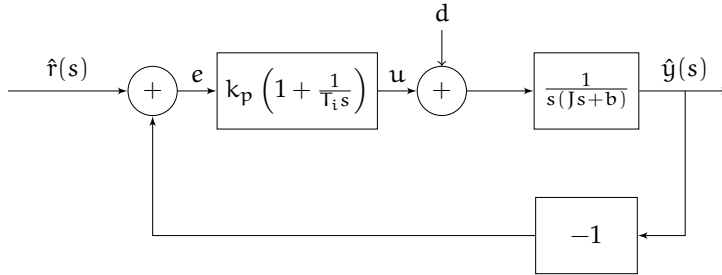 d
r̂(s)
+
e
k_p (1 + 1/(T_i s))
u
+
1/(s(Js+b))
ŷ(s)
−1